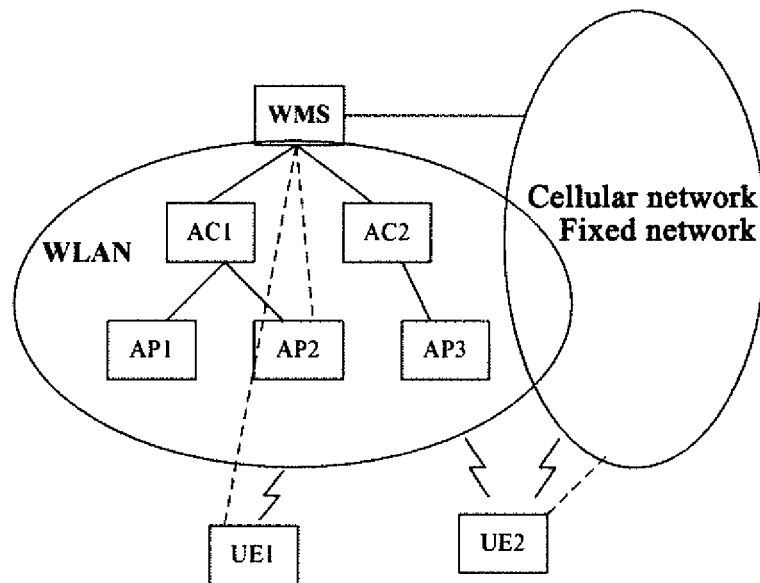 WMS
Cellular network
Fixed network
AC1
AC2
WLAN
AP1
AP2
AP3
UE1
UE2